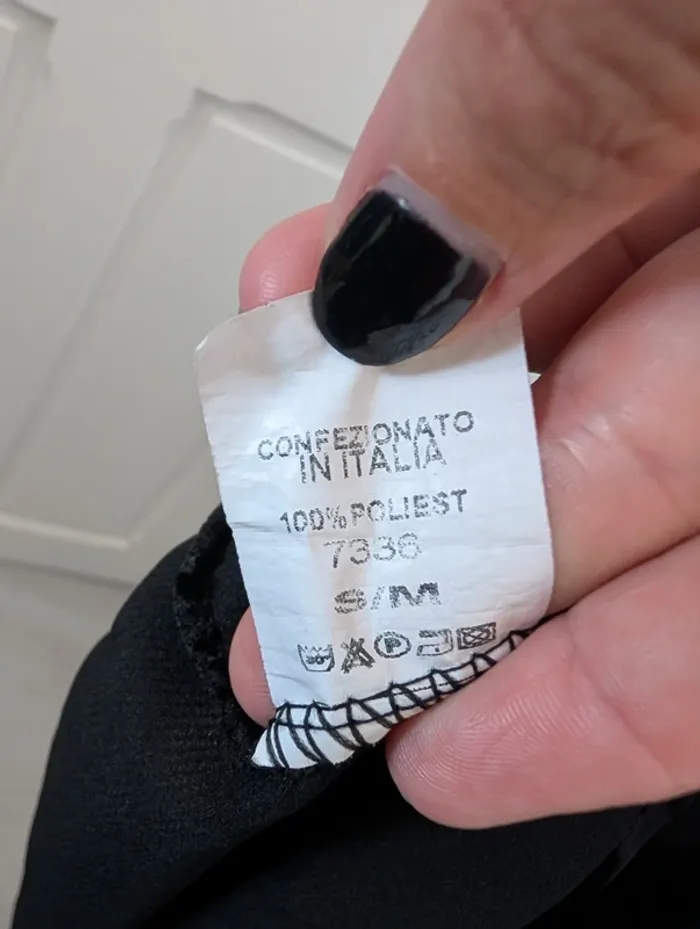 CONFEZIONATO
IN ITALIA
100% POLIEST
7336
S/M
P